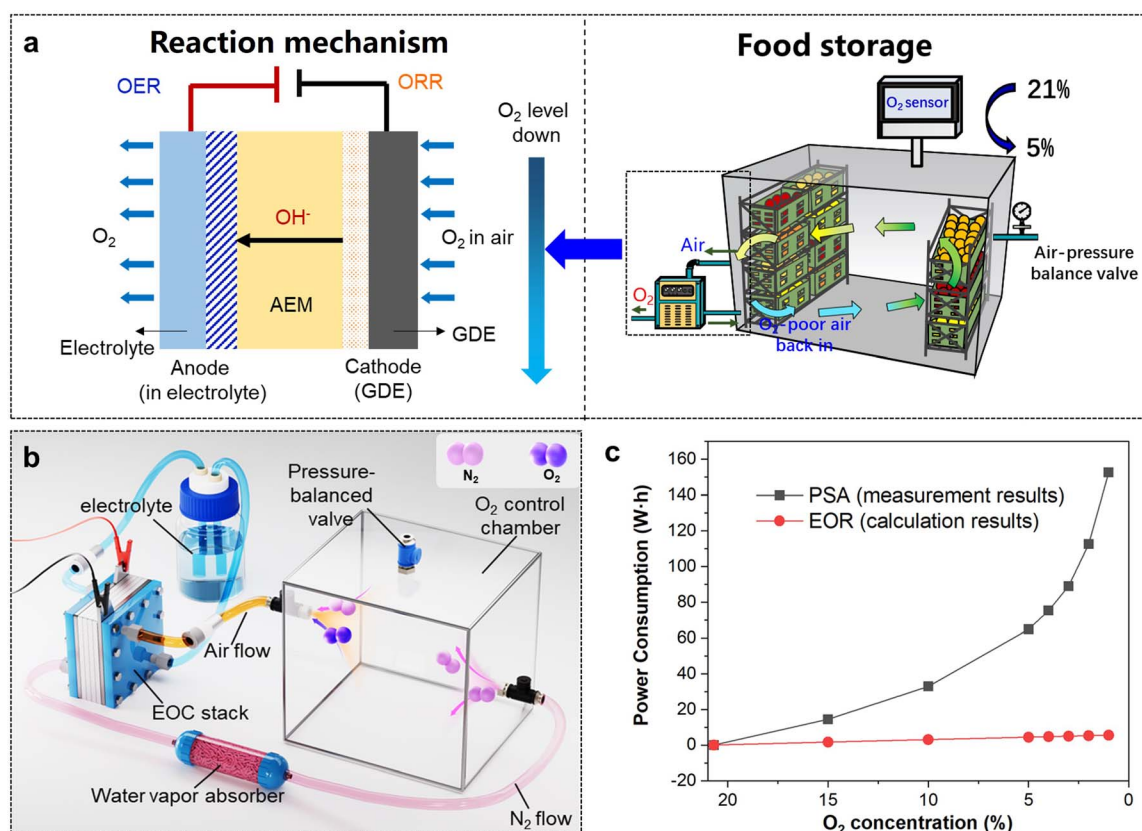 a
Reaction mechanism
OER
ORR
O₂
OH⁻
AEM
O₂ in air
O₂ level
down
Electrolyte
GDE
Anode
(in electrolyte)
Cathode
(GDE)
Food storage
O₂ sensor
21%
5%
Air
O₂
O₂-poor air
back in
Air-pressure
balance valve
b
electrolyte
Pressure-
balanced
valve
N₂
O₂
O₂ control
chamber
Air flow
EOC stack
Water vapor absorber
N₂ flow
c
Power Consumption (W·h)
160
140
120
100
80
60
40
20
0
-20
PSA (measurement results)
EOR (calculation results)
20
15
10
5
0
O₂ concentration (%)